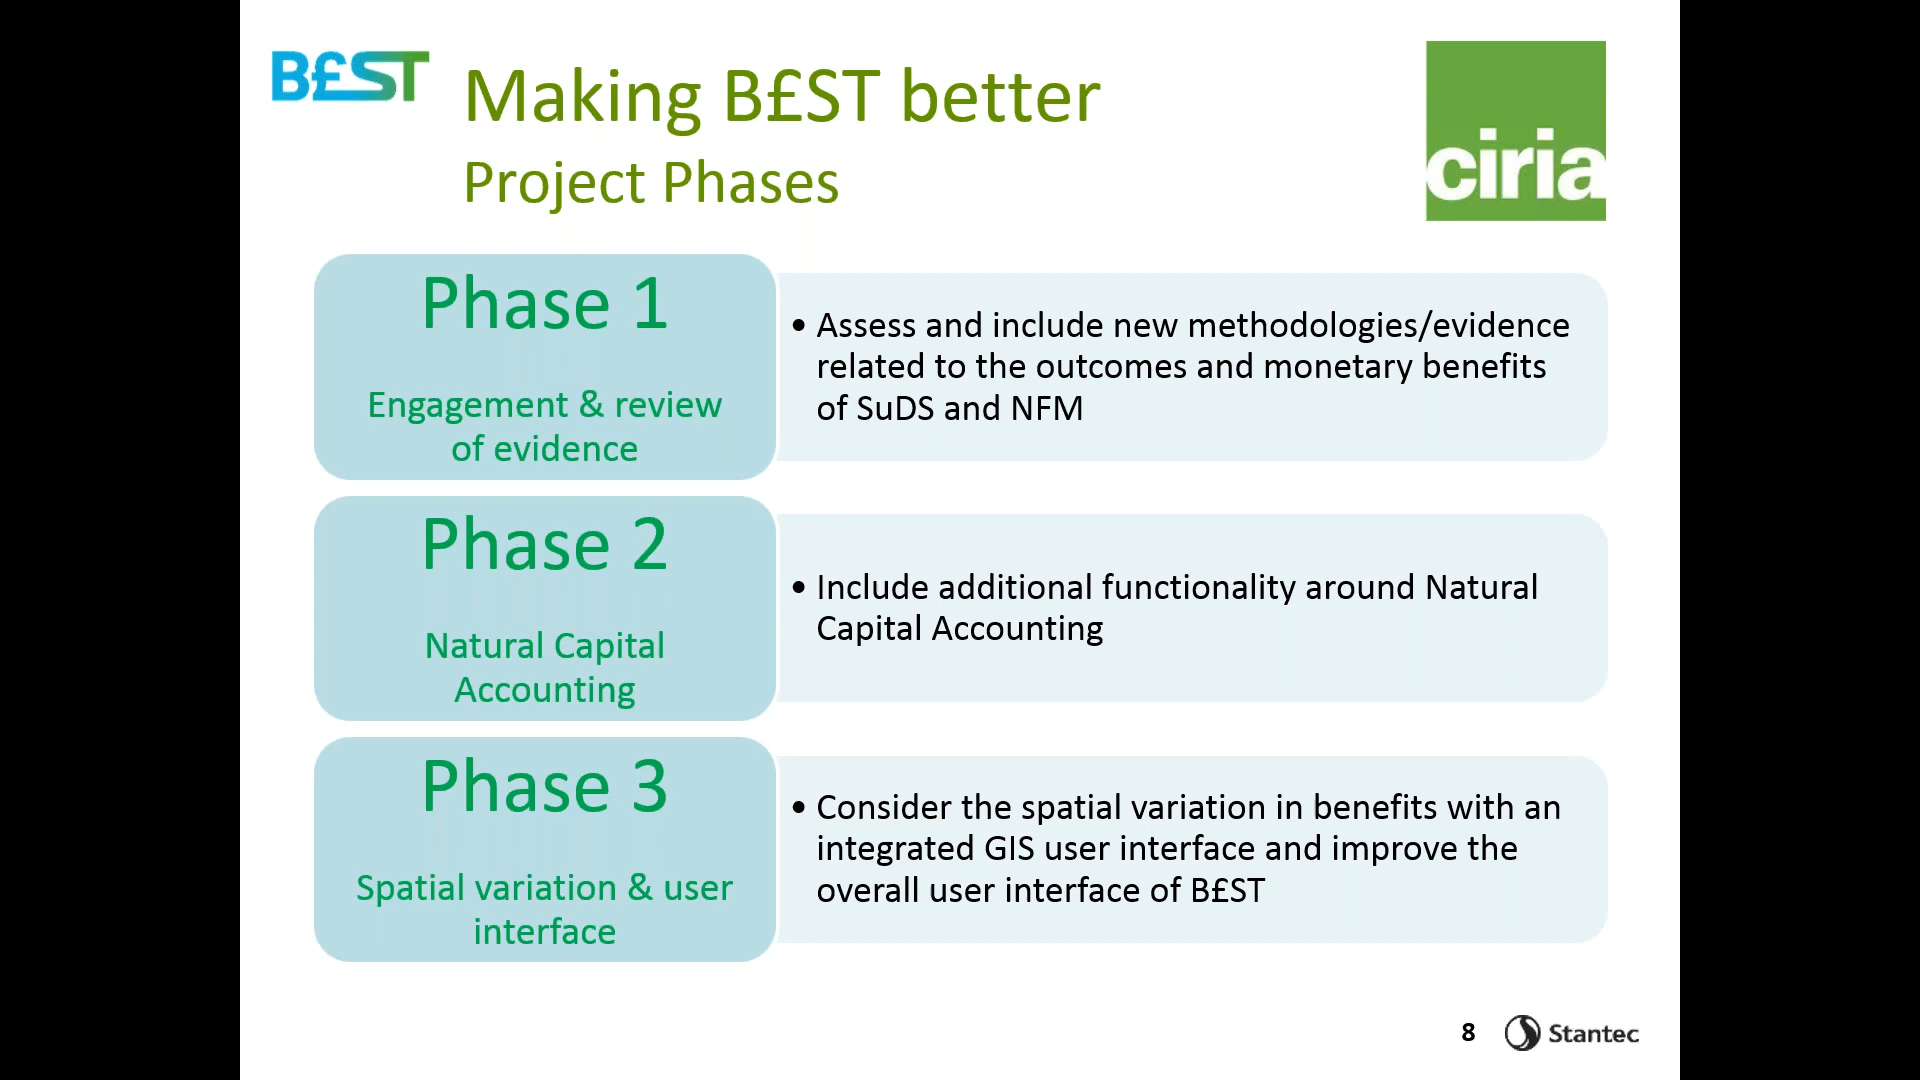 B£ST
Making B£ST better
Project Phases
ciria
Phase 1
Engagement & review
of evidence
• Assess and include new methodologies/evidence
related to the outcomes and monetary benefits
of SuDS and NFM
Phase 2
Natural Capital
Accounting
• Include additional functionality around Natural
Capital Accounting
Phase 3
Spatial variation & user
interface
• Consider the spatial variation in benefits with an
integrated GIS user interface and improve the
overall user interface of B£ST
8
Stantec